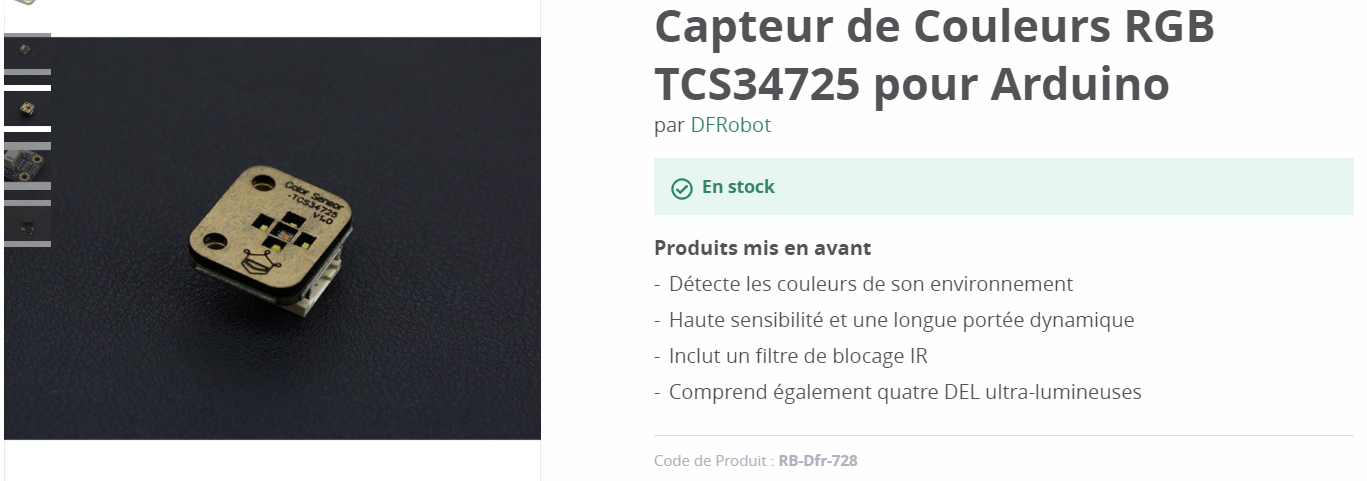 Capteur de Couleurs RGB
TCS34725 pour Arduino
par DFRobot
En stock
Produits mis en avant
- Détecte les couleurs de son environnement
- Haute sensibilité et une longue portée dynamique
- Inclut un filtre de blocage IR
- Comprend également quatre DEL ultra-lumineuses
Code de Produit : RB-Dfr-728
Color Sensor
-TCS34725
V1.0